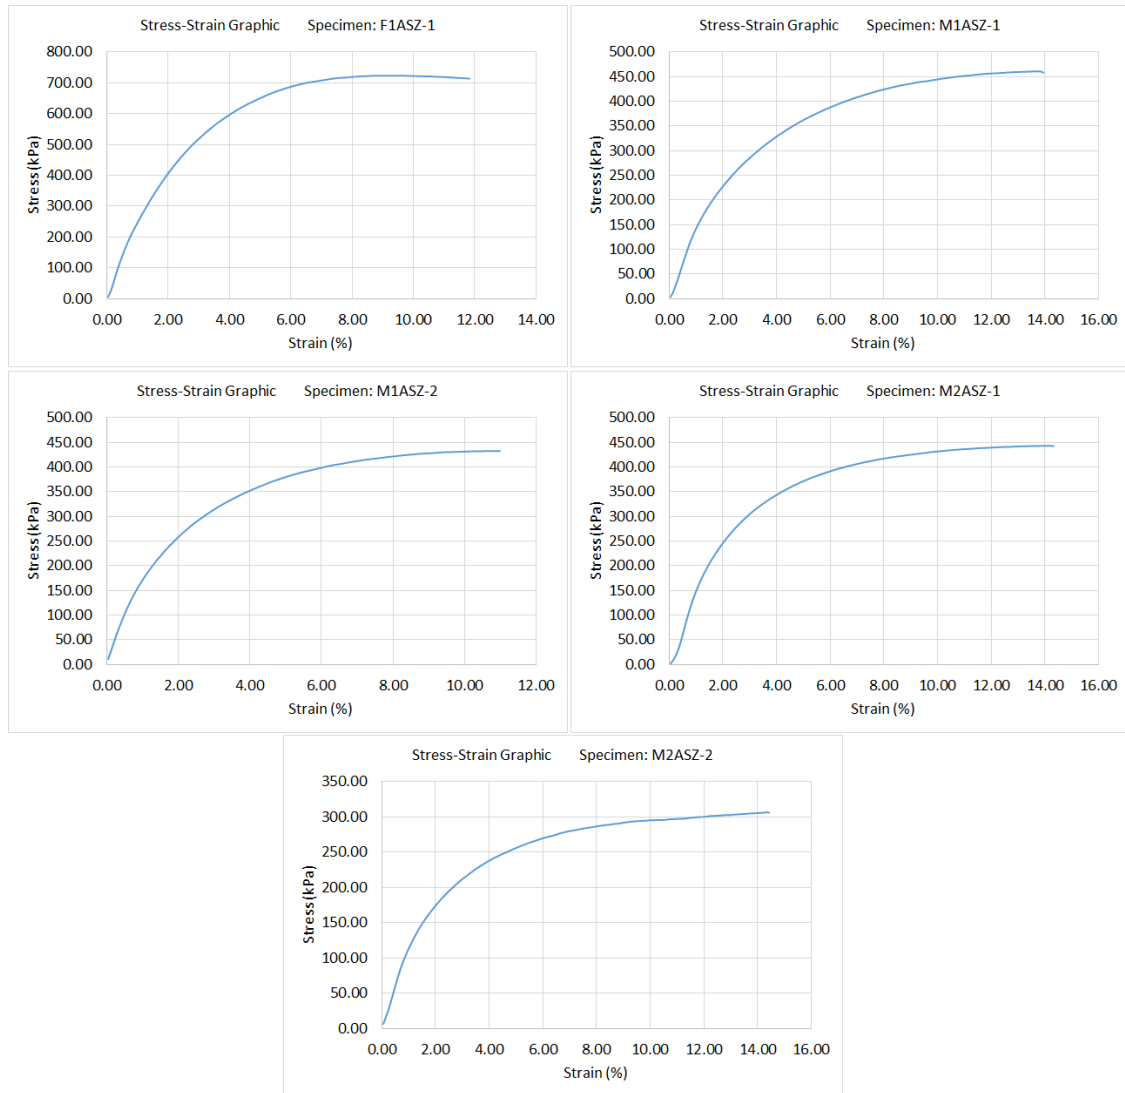 Stress-Strain Graphic Specimen: F1ASZ-1
800.00
700.00
600.00
500.00
400.00
300.00
200.00
100.00
0.00
Stress (kPa)
0.00 2.00 4.00 6.00 8.00 10.00 12.00 14.00
Strain (%)
Stress-Strain Graphic Specimen: M1ASZ-1
500.00
450.00
400.00
350.00
300.00
250.00
200.00
150.00
100.00
50.00
0.00
Stress (kPa)
0.00 2.00 4.00 6.00 8.00 10.00 12.00 14.00 16.00
Strain (%)
Stress-Strain Graphic Specimen: M1ASZ-2
500.00
450.00
400.00
350.00
300.00
250.00
200.00
150.00
100.00
50.00
0.00
Stress (kPa)
0.00 2.00 4.00 6.00 8.00 10.00 12.00
Strain (%)
Stress-Strain Graphic Specimen: M2ASZ-1
500.00
450.00
400.00
350.00
300.00
250.00
200.00
150.00
100.00
50.00
0.00
Stress (kPa)
0.00 2.00 4.00 6.00 8.00 10.00 12.00 14.00 16.00
Strain (%)
Stress-Strain Graphic Specimen: M2ASZ-2
350.00
300.00
250.00
200.00
150.00
100.00
50.00
0.00
Stress (kPa)
0.00 2.00 4.00 6.00 8.00 10.00 12.00 14.00 16.00
Strain (%)